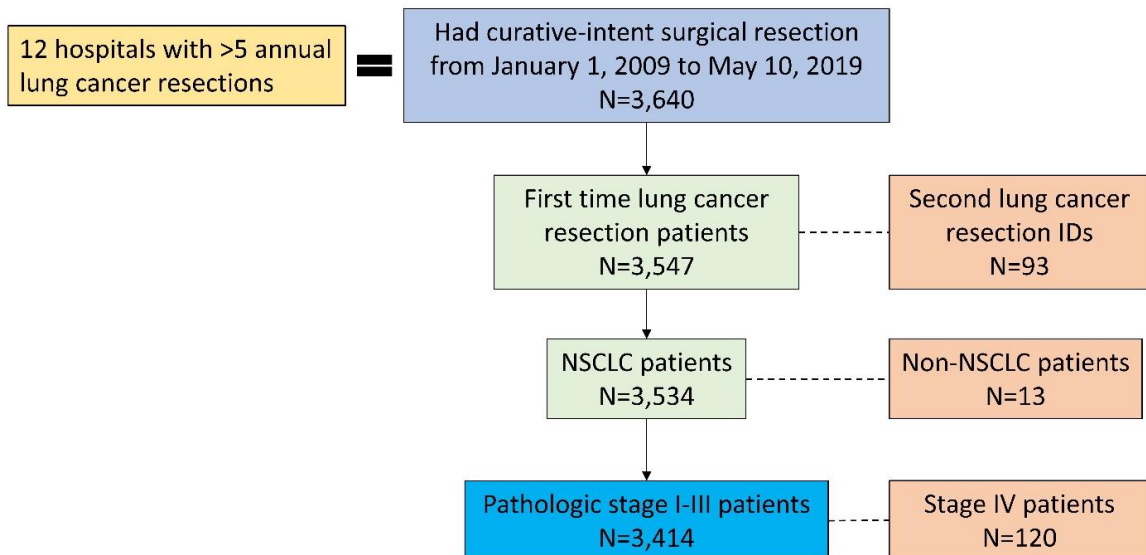 12 hospitals with >5 annual
lung cancer resections
Had curative-intent surgical resection
from January 1, 2009 to May 10, 2019
N=3,640
First time lung cancer
resection patients
N=3,547
Second lung cancer
resection IDs
N=93
NSCLC patients
N=3,534
Non-NSCLC patients
N=13
Pathologic stage I-III patients
N=3,414
Stage IV patients
N=120